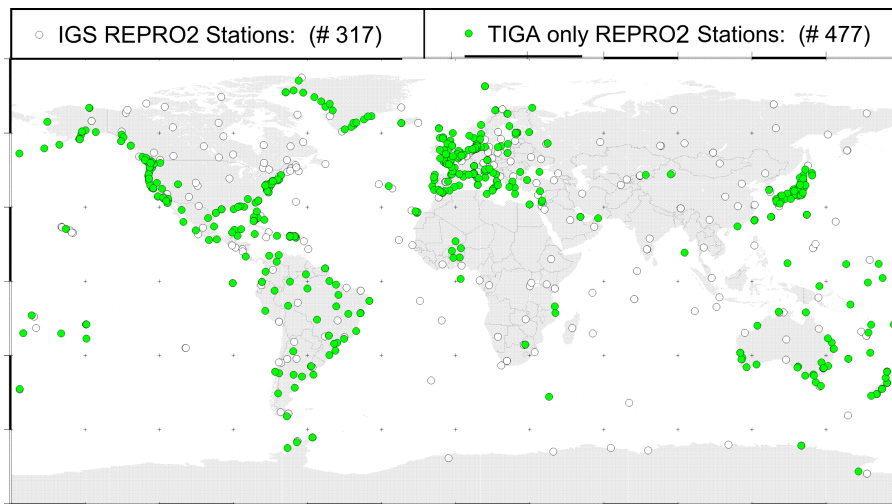 IGS REPRO2 Stations: (# 317)
TIGA only REPRO2 Stations: (# 477)